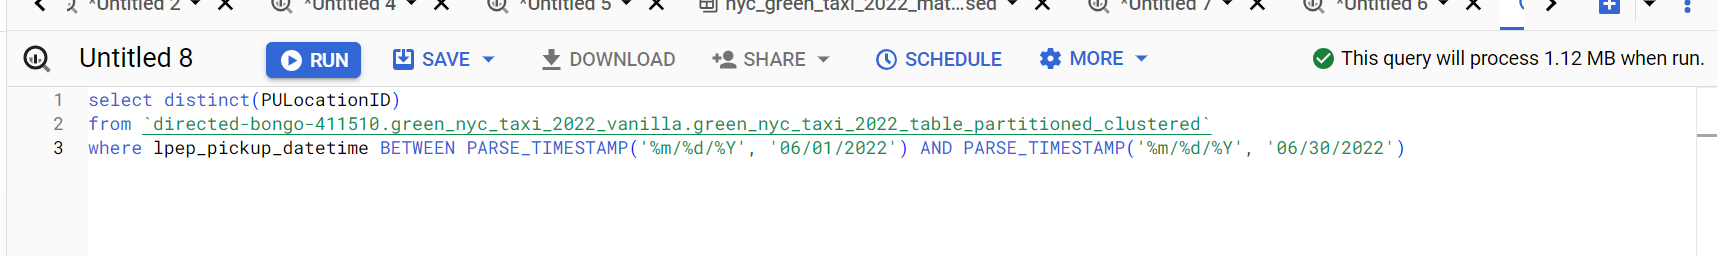 *Untitled 2 *Untitled 4 *Untitled 5 nyc_green_taxi_2022_mat...sed *Untitled 7 *Untitled 6
Untitled 8 RUN SAVE DOWNLOAD SHARE SCHEDULE MORE This query will process 1.12 MB when run.
1 select distinct(PULocationID)
2 from `directed-bongo-411510.green_nyc_taxi_2022_vanilla.green_nyc_taxi_2022_table_partitioned_clustered`
3 where lpep_pickup_datetime BETWEEN PARSE_TIMESTAMP('%m/%d/%Y', '06/01/2022') AND PARSE_TIMESTAMP('%m/%d/%Y', '06/30/2022')